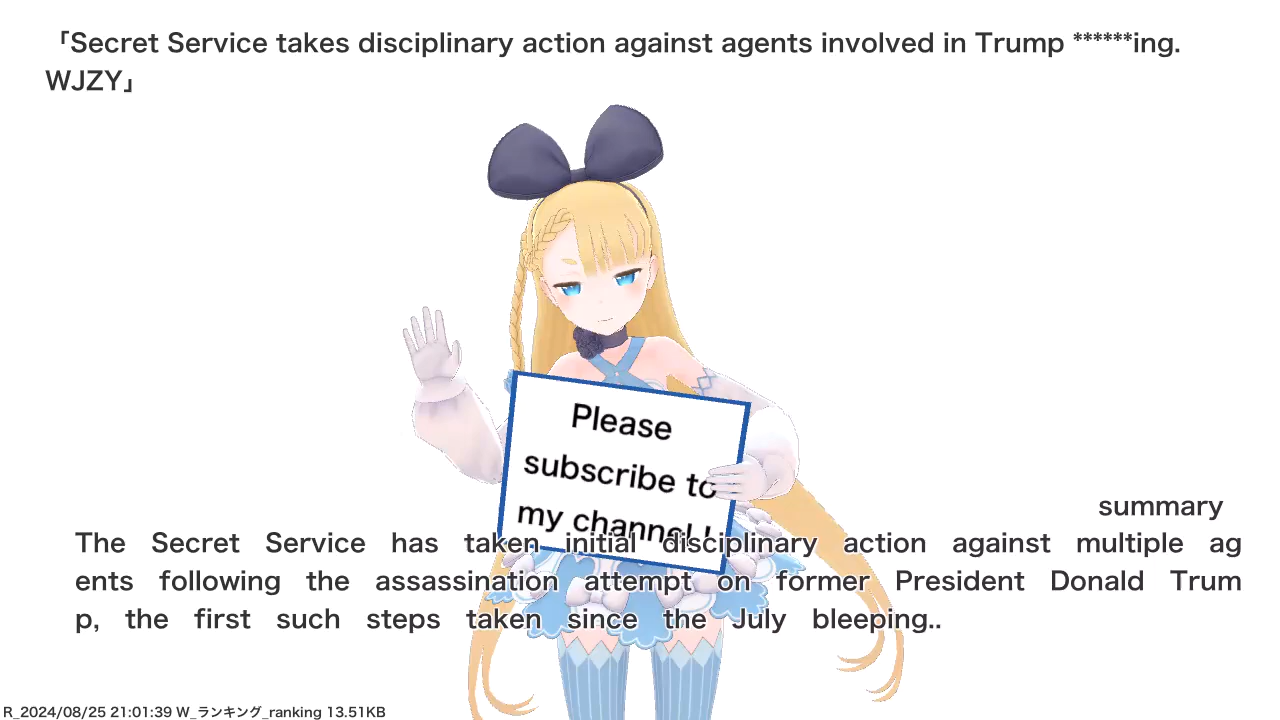 「Secret Service takes disciplinary action against agents involved in Trump ******ing.
WJZY」
Please
subscribe to
my channel !
summary
The Secret Service has taken initial disciplinary action against multiple ag
ents following the assassination attempt on former President Donald Trum
p, the first such steps taken since the July bleeping..
R_2024/08/25 21:01:39 W_ランキング_ranking 13.51KB